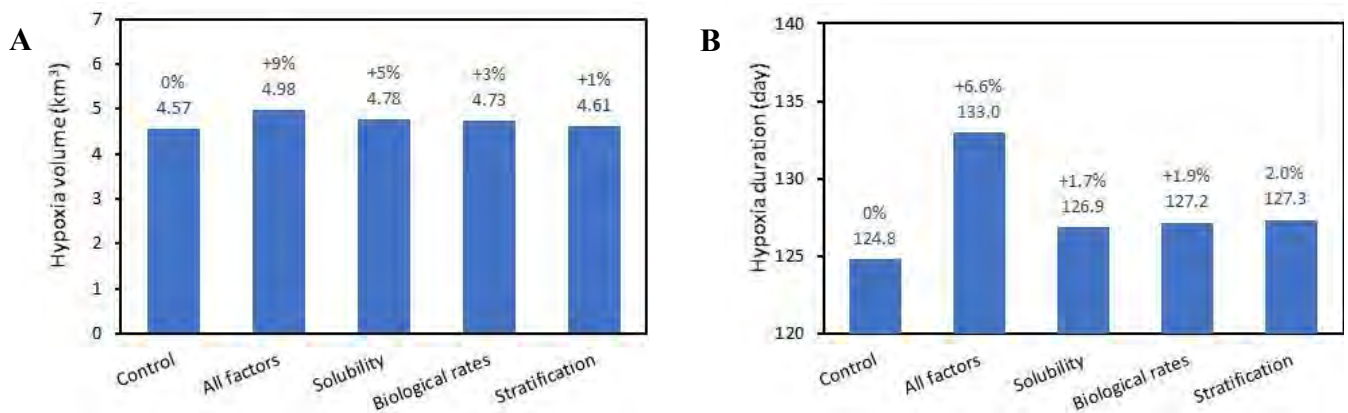 A
Hypoxia volume (km³)
7
6
5
4
3
2
1
0
0%
4.57
+9%
4.98
+5%
4.78
+3%
4.73
+1%
4.61
Control
All factors
Solubility
Biological rates
Stratification
B
Hypoxia duration (day)
140
135
130
125
120
0%
124.8
+6.6%
133.0
+1.7%
126.9
+1.9%
127.2
2.0%
127.3
Control
All factors
Solubility
Biological rates
Stratification